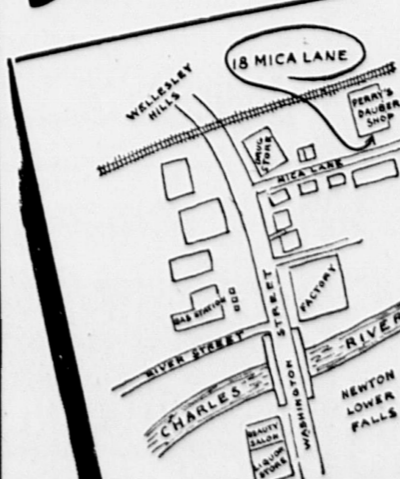 18 MICA LANE
WELLESLEY
HILLS
PERRY'S
DAUBER
SHOP
DRUG
STORE
MICA LANE
FACTORY
GAS STATION
RIVER STREET
WASHINGTON STREET
CHARLES RIVER
NEWTON
LOWER
FALLS
BEAUTY
SALON
LIQUOR
STORE